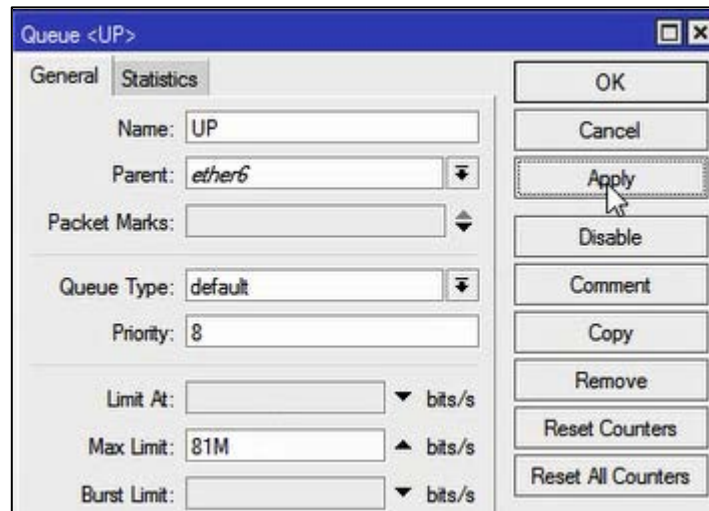 Queue <UP>
General Statistics
OK
Name: UP
Cancel
Parent: ether6
Apply
Packet Marks:
Disable
Queue Type: default
Comment
Priority: 8
Copy
Limit At: bits/s
Remove
Max Limit: 81M bits/s
Reset Counters
Burst Limit: bits/s
Reset All Counters